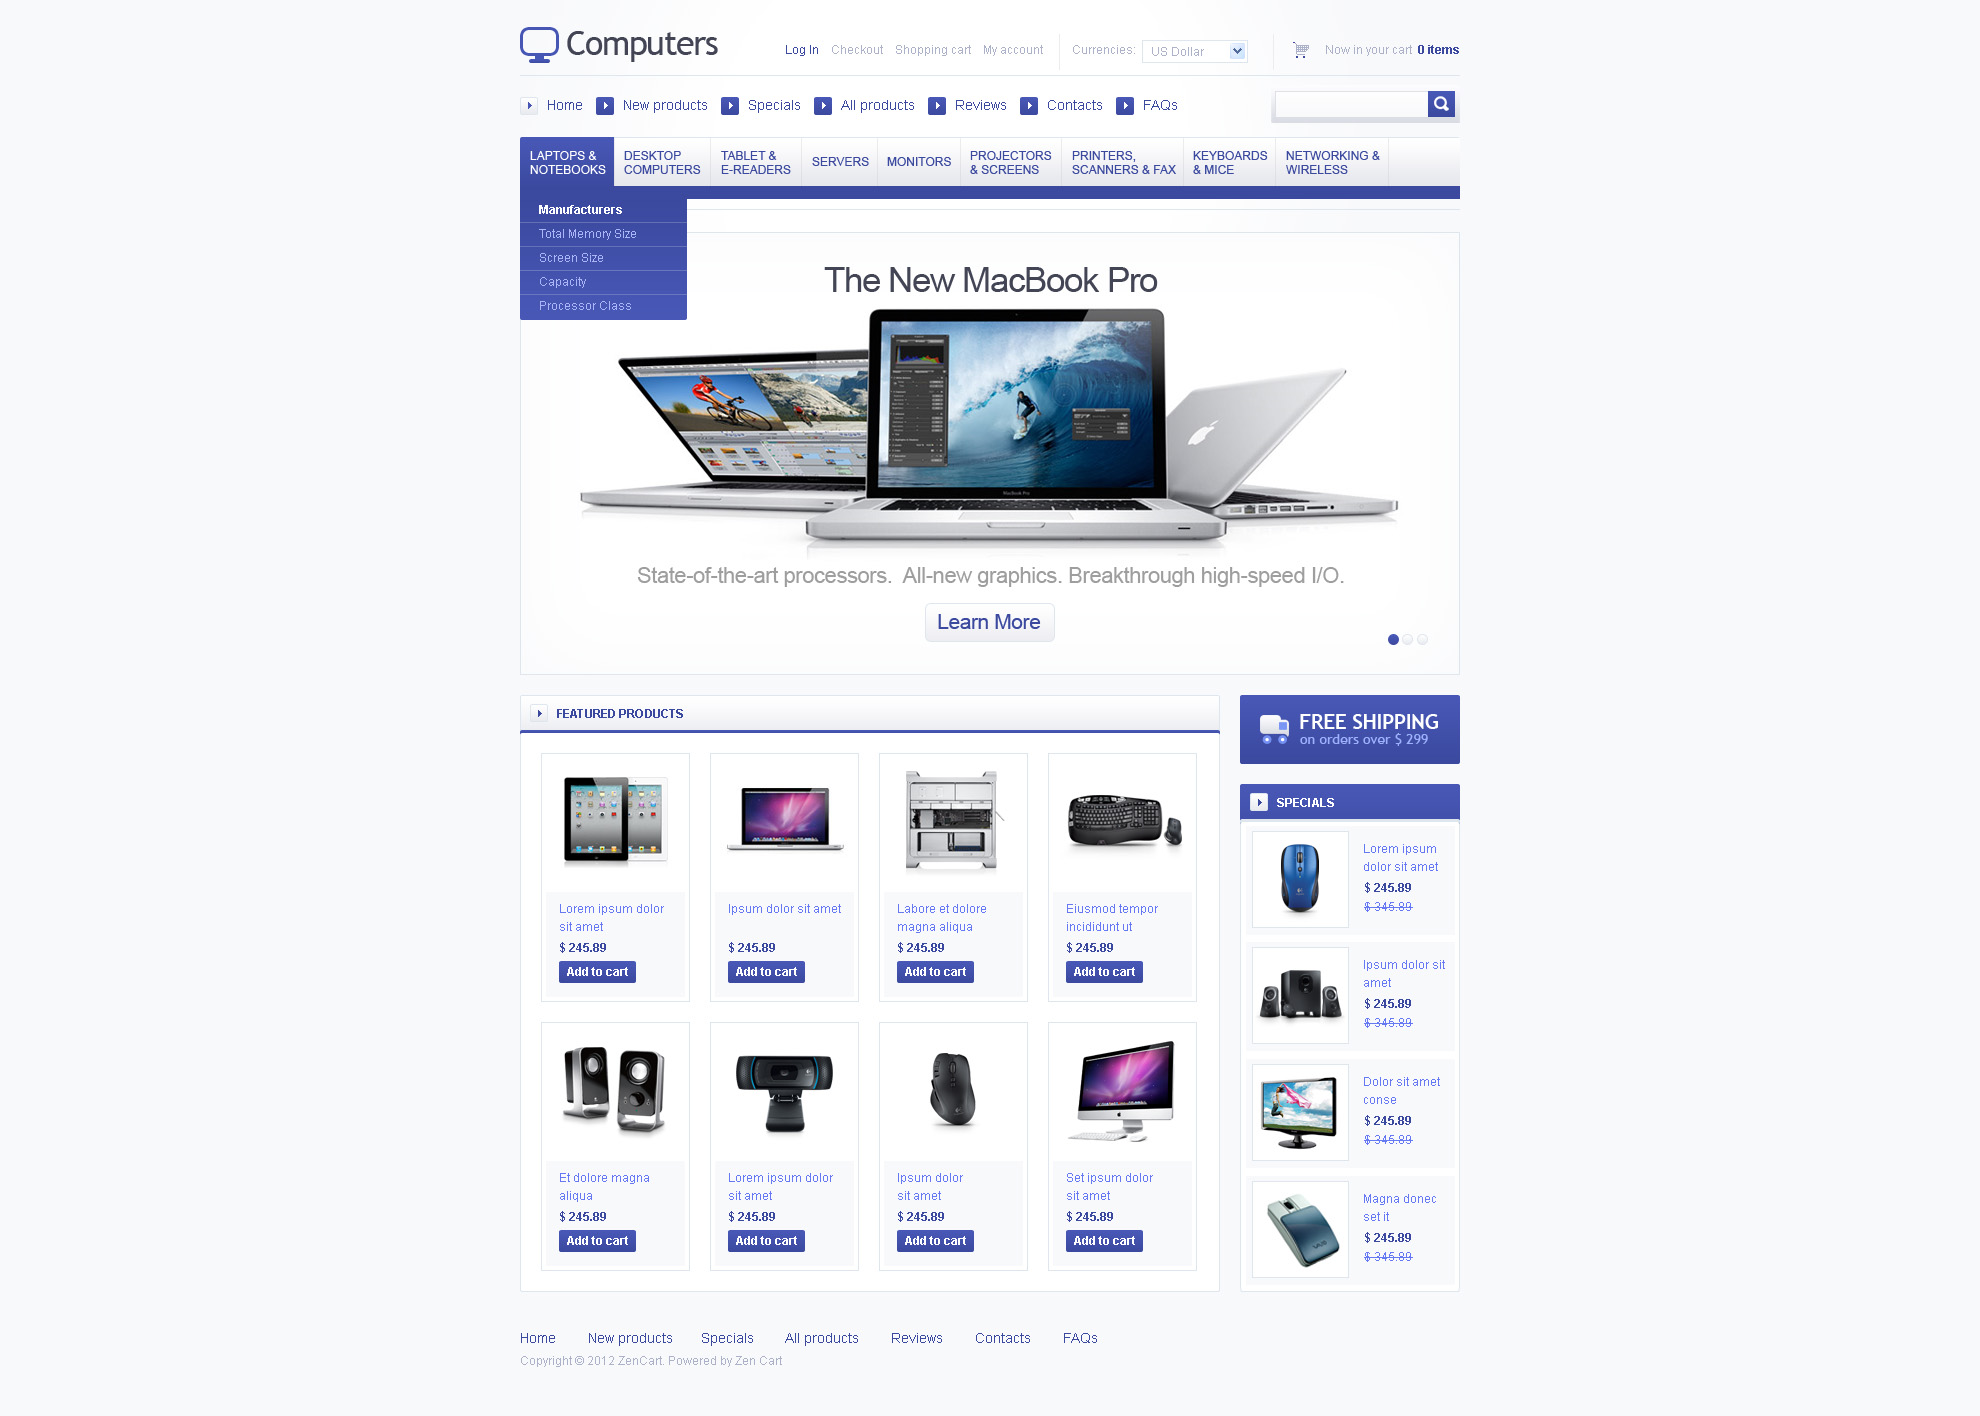 Computers
Log In Checkout Shopping cart My account Currencies: US Dollar Now in your cart 0 items
Home New products Specials All products Reviews Contacts FAQs
LAPTOPS &
NOTEBOOKS
DESKTOP
COMPUTERS
TABLET &
E-READERS
SERVERS
MONITORS
PROJECTORS
& SCREENS
PRINTERS,
SCANNERS & FAX
KEYBOARDS
& MICE
NETWORKING &
WIRELESS
Manufacturers
Total Memory Size
Screen Size
Capacity
Processor Class
The New MacBook Pro
MacBook Pro
State-of-the-art processors. All-new graphics. Breakthrough high-speed I/O.
Learn More
FEATURED PRODUCTS
Lorem ipsum dolor
sit amet
$ 245.89
Add to cart
Ipsum dolor sit amet
$ 245.89
Add to cart
Labore et dolore
magna aliqua
$ 245.89
Add to cart
Eiusmod tempor
incididunt ut
$ 245.89
Add to cart
Et dolore magna
aliqua
$ 245.89
Add to cart
Lorem ipsum dolor
sit amet
$ 245.89
Add to cart
Ipsum dolor
sit amet
$ 245.89
Add to cart
Set ipsum dolor
sit amet
$ 245.89
Add to cart
FREE SHIPPING
on orders over $ 299
SPECIALS
Lorem ipsum
dolor sit amet
$ 245.89
$ 345.89
Ipsum dolor sit
amet
$ 245.89
$ 345.89
Dolor sit amet
conse
$ 245.89
$ 345.89
Magna donec
set it
$ 245.89
$ 345.89
Home New products Specials All products Reviews Contacts FAQs
Copyright © 2012 ZenCart. Powered by Zen Cart